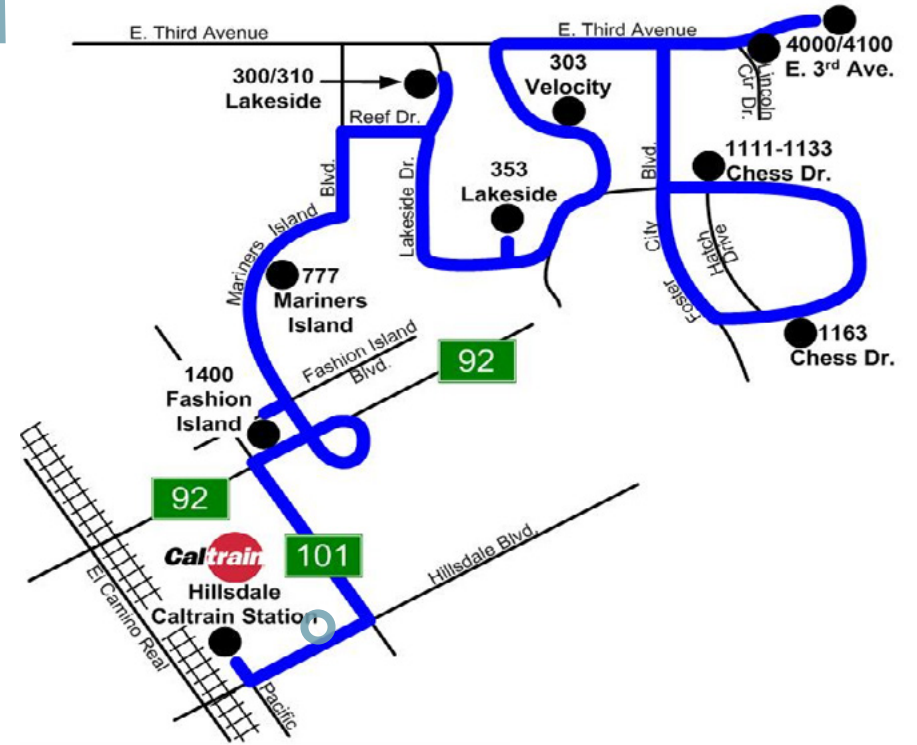 E. Third Avenue
E. Third Avenue
4000/4100
E. 3rd Ave.
Lincoln
Ctr Dr.
300/310
Lakeside
303
Velocity
Reef Dr.
1111-1133
Chess Dr.
353
Lakeside
Lakeside Dr.
Mariners Island Blvd.
Foster City Blvd.
Hatch
Drive
777
Mariners
Island
1163
Chess Dr.
Fashion Island
Blvd.
92
1400
Fashion
Island
92
Caltrain
101
Hillsdale Blvd.
Hillsdale
Caltrain Station
El Camino Real
Pacific